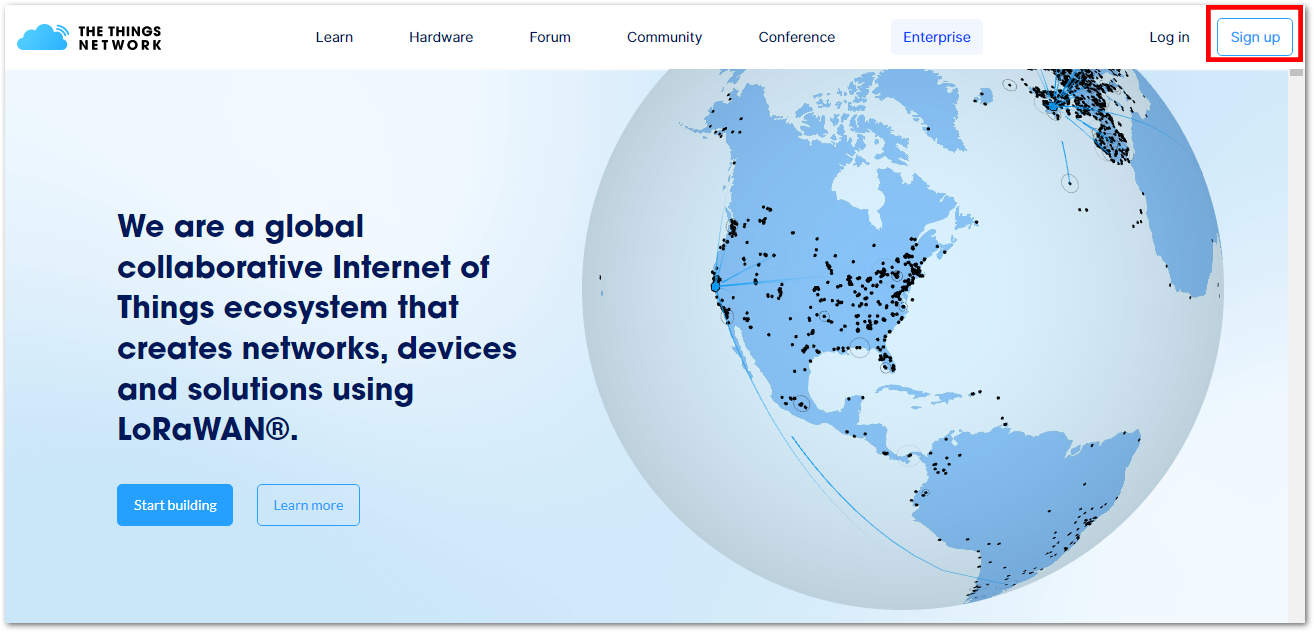 THE THINGS
NETWORK
Learn
Hardware
Forum
Community
Conference
Enterprise
Log in
Sign up
We are a global
collaborative Internet of
Things ecosystem that
creates networks, devices
and solutions using
LoRaWAN®.
Start building
Learn more